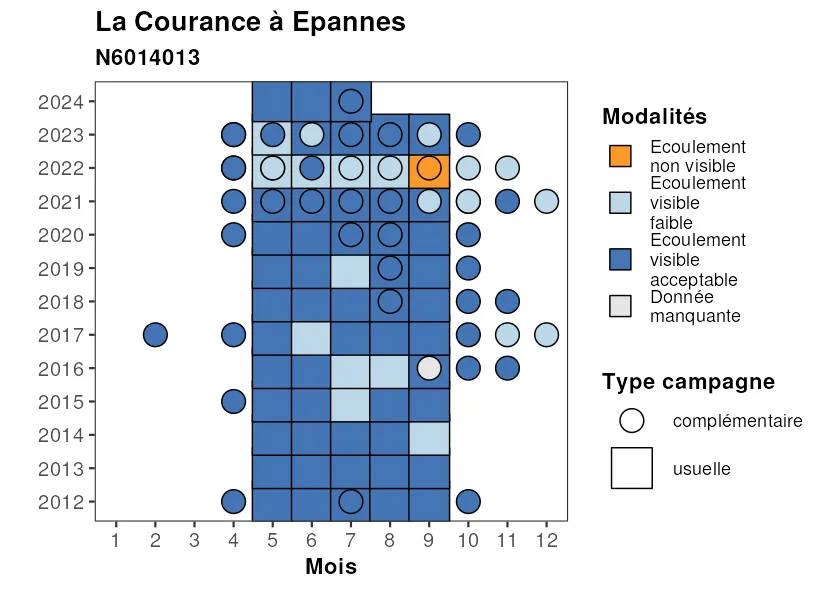 La Courance à Epannes
N6014013
2024
2023
2022
2021
2020
2019
2018
2017
2016
2015
2014
2013
2012
1 2 3 4 5 6 7 8 9 10 11 12
Mois
Modalités
Ecoulement
non visible
Ecoulement
visible
faible
Ecoulement
visible
acceptable
Donnée
manquante
Type campagne
complémentaire
usuelle